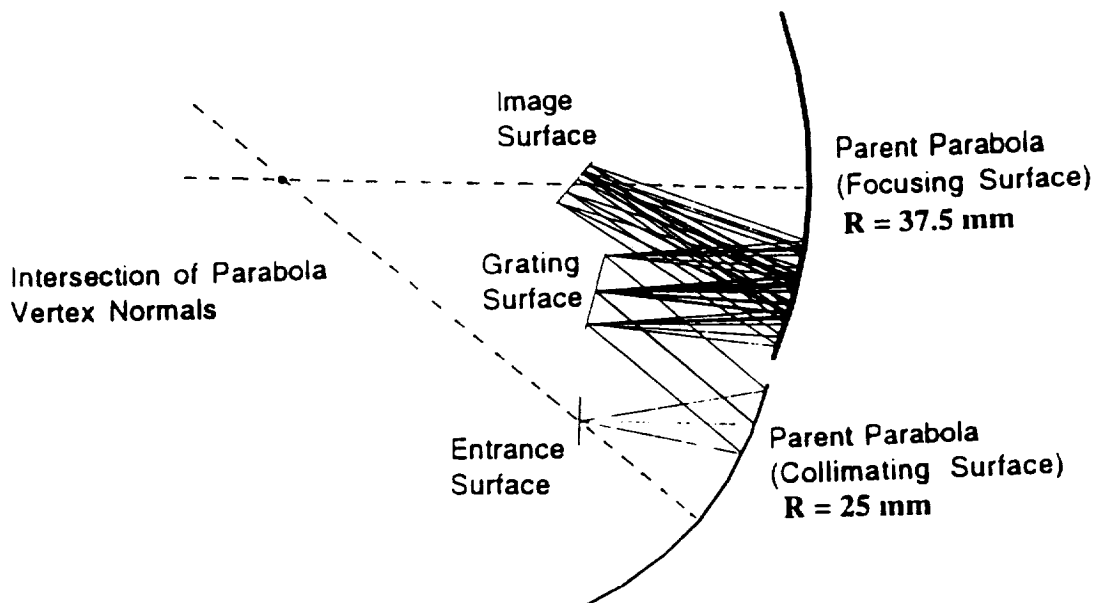 Image
Surface
Parent Parabola
(Focusing Surface)
R = 37.5 mm
Grating
Surface
Intersection of Parabola
Vertex Normals
Entrance
Surface
Parent Parabola
(Collimating Surface)
R = 25 mm